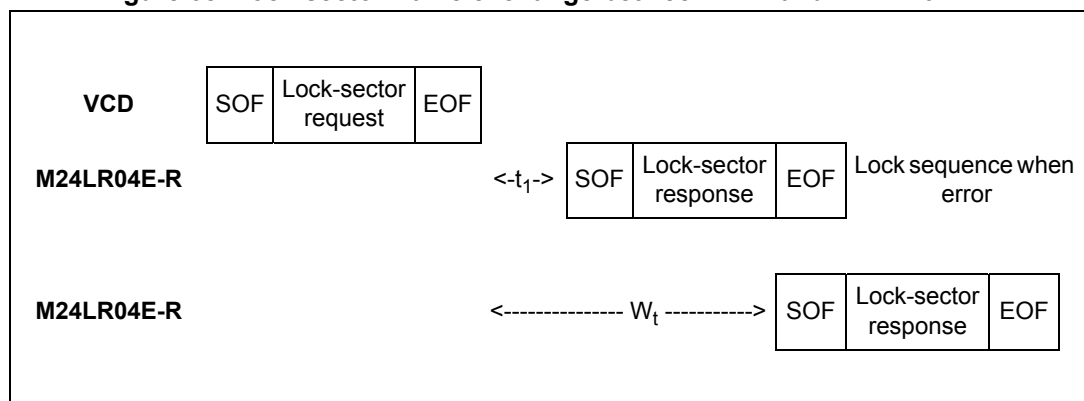 VCD SOF Lock-sector request EOF
M24LR04E-R <-t1-> SOF Lock-sector response EOF Lock sequence when error
M24LR04E-R <--------------- Wt -----------> SOF Lock-sector response EOF